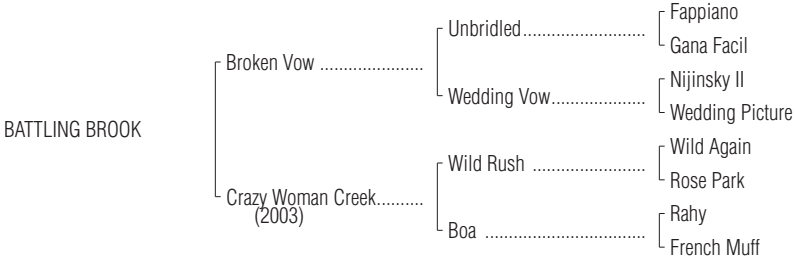 Fappiano
Unbridled..........................
Gana Facil
Broken Vow ......................
Nijinsky II
Wedding Vow....................
Wedding Picture
BATTLING BROOK
Wild Again
Wild Rush ........................
Rose Park
Crazy Woman Creek..........
(2003)
Rahy
Boa ..................................
French Muff